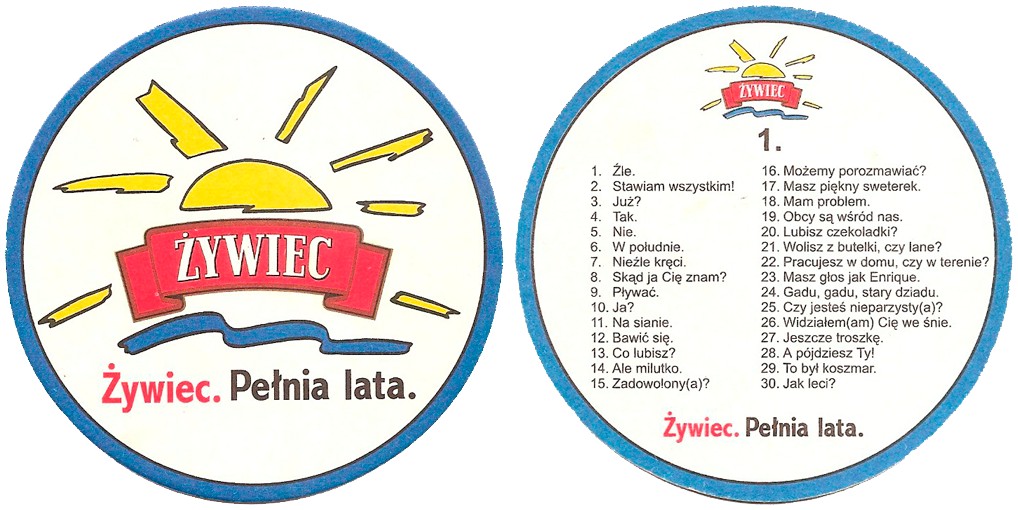 ŻYWIEC
Żywiec. Pełnia lata.
ŻYWIEC
1.
1. Źle.
2. Stawiam wszystkim!
3. Już?
4. Tak.
5. Nie.
6. W południe.
7. Nieźle kręci.
8. Skąd ja Cię znam?
9. Pływać.
10. Ja?
11. Na sianie.
12. Bawić się.
13. Co lubisz?
14. Ale milutko.
15. Zadowolony(a)?
16. Możemy porozmawiać?
17. Masz piękny sweterek.
18. Mam problem.
19. Obcy są wśród nas.
20. Lubisz czekoladki?
21. Wolisz z butelki, czy lane?
22. Pracujesz w domu, czy w terenie?
23. Masz głos jak Enrique.
24. Gadu, gadu, stary dziadu.
25. Czy jesteś nieparzysty(a)?
26. Widziałem(am) Cię we śnie.
27. Jeszcze troszkę.
28. A pójdziesz Ty!
29. To był koszmar.
30. Jak leci?
Żywiec. Pełnia lata.